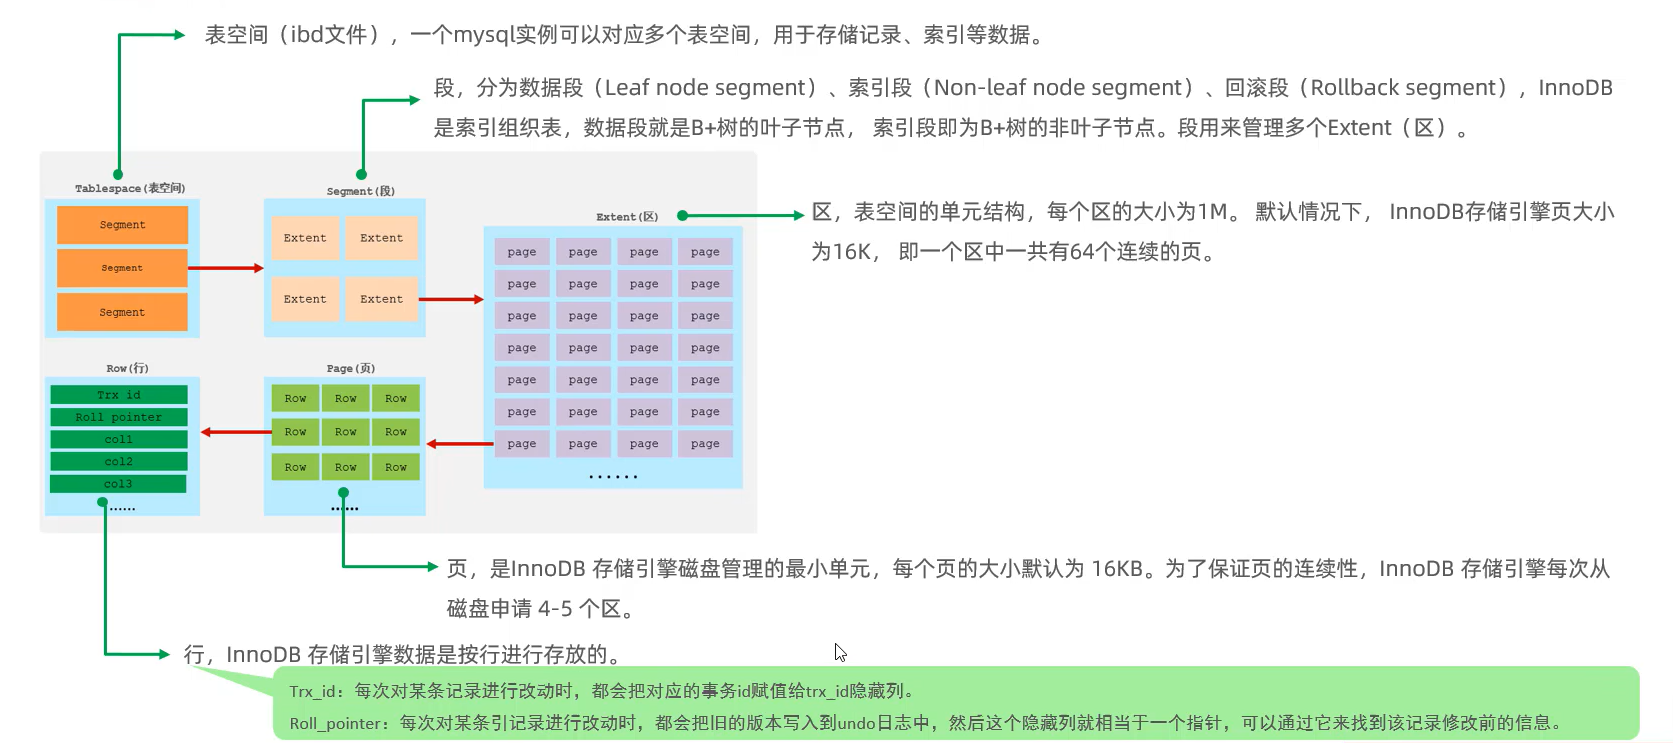 表空间（ibd文件），一个mysql实例可以对应多个表空间，用于存储记录、索引等数据。
段，分为数据段（Leaf node segment）、索引段（Non-leaf node segment）、回滚段（Rollback segment），InnoDB
是索引组织表，数据段就是B+树的叶子节点， 索引段即为B+树的非叶子节点。段用来管理多个Extent（区）。
Tablespace(表空间)
Segment
Segment
Segment
Segment(段)
Extent Extent
Extent Extent
Extent(区)
page page page page
page page page page
page page page page
page page page page
page page page page
page page page page
page page page page
......
区，表空间的单元结构，每个区的大小为1M。 默认情况下， InnoDB存储引擎页大小
为16K， 即一个区中一共有64个连续的页。
Row(行)
Trx id
Roll pointer
col1
col2
col3
......
Page(页)
Row Row Row
Row Row Row
Row Row Row
......
页，是InnoDB 存储引擎磁盘管理的最小单元，每个页的大小默认为 16KB。为了保证页的连续性，InnoDB 存储引擎每次从
磁盘申请 4-5 个区。
行，InnoDB 存储引擎数据是按行进行存放的。
Trx_id：每次对某条记录进行改动时，都会把对应的事务id赋值给trx_id隐藏列。
Roll_pointer：每次对某条引记录进行改动时，都会把旧的版本写入到undo日志中，然后这个隐藏列就相当于一个指针，可以通过它来找到该记录修改前的信息。